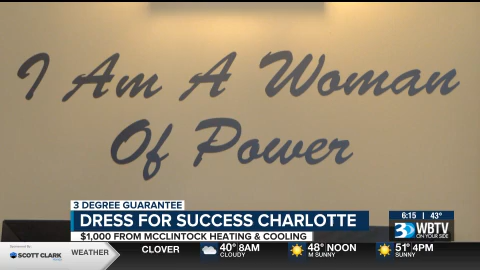 I Am A Woman
Of Power
3 DEGREE GUARANTEE
DRESS FOR SUCCESS CHARLOTTE
$1,000 FROM MCCLINTOCK HEATING & COOLING
6:15 | 43°
3 WBTV
ON YOUR SIDE
Sponsored by
SCOTT CLARK
WEATHER
CLOVER 40° 8AM CLOUDY 48° NOON M SUNNY 51° 4PM M SUNNY